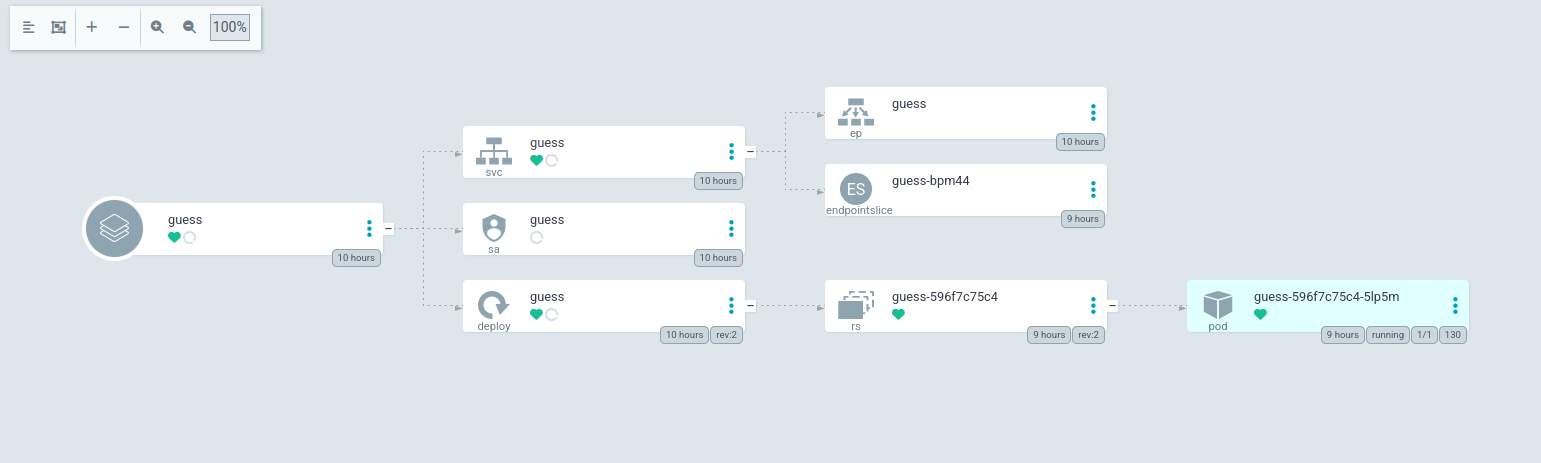 100%
guess
10 hours
guess
svc
10 hours
guess
sa
10 hours
guess
deploy
10 hours rev:2
guess
ep
10 hours
ES
guess-bpm44
endpointslice
9 hours
guess-596f7c75c4
rs
9 hours rev:2
guess-596f7c75c4-5lp5m
pod
9 hours running 1/1 130